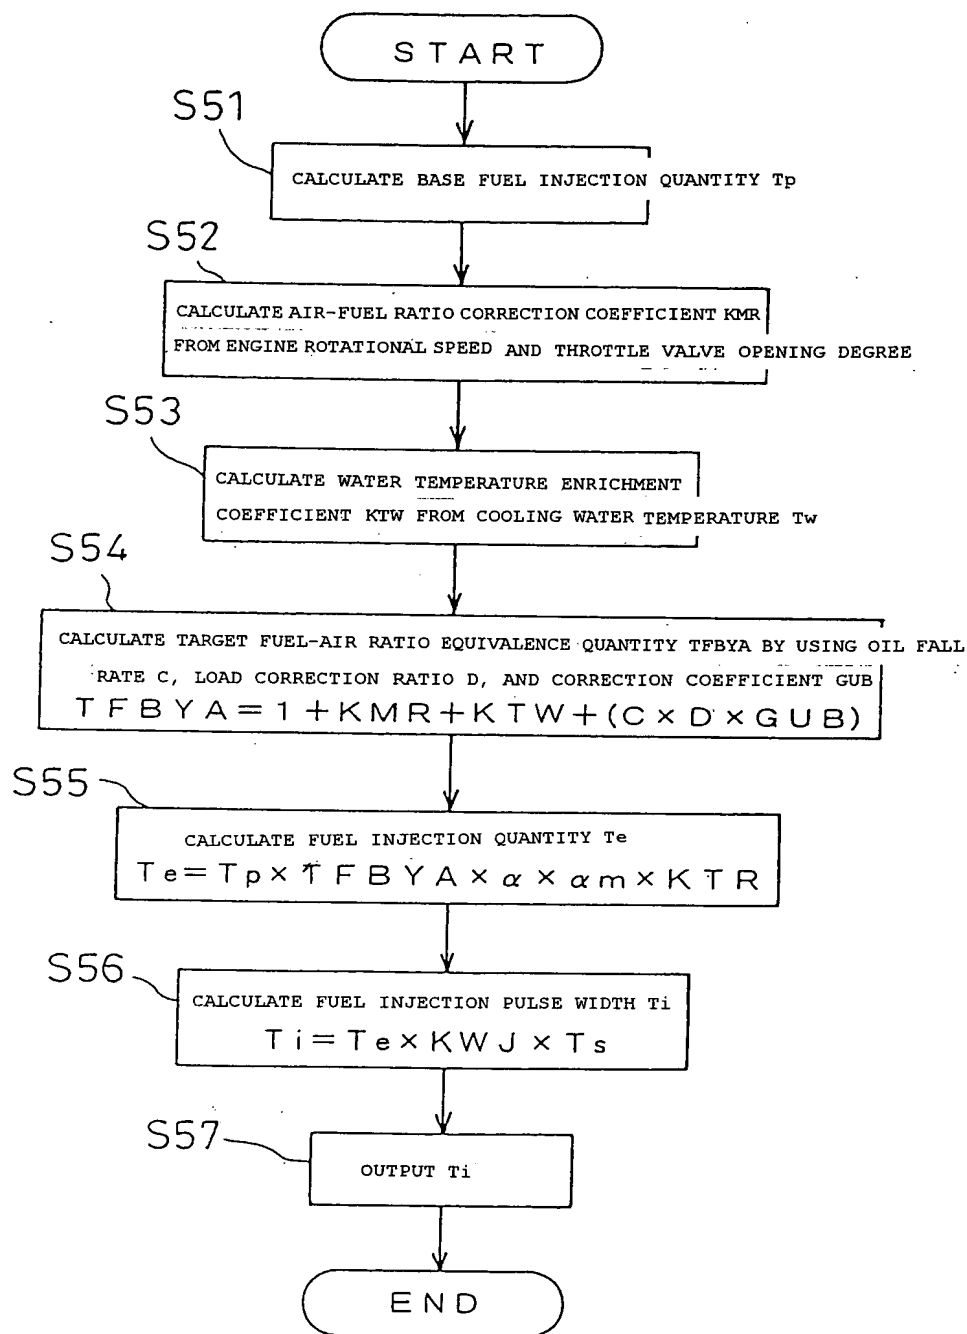 START
S51
CALCULATE BASE FUEL INJECTION QUANTITY Tp
S52
CALCULATE AIR-FUEL RATIO CORRECTION COEFFICIENT KMR
FROM ENGINE ROTATIONAL SPEED AND THROTTLE VALVE OPENING DEGREE
S53
CALCULATE WATER TEMPERATURE ENRICHMENT
COEFFICIENT KTW FROM COOLING WATER TEMPERATURE Tw
S54
CALCULATE TARGET FUEL-AIR RATIO EQUIVALENCE QUANTITY TFBYA BY USING OIL FALL
RATE C, LOAD CORRECTION RATIO D, AND CORRECTION COEFFICIENT GUB
TFBYA=1+KMR+KTW+(C×D×GUB)
S55
CALCULATE FUEL INJECTION QUANTITY Te
Te=Tp×TFBYA×α×αm×KTR
S56
CALCULATE FUEL INJECTION PULSE WIDTH Ti
Ti=Te×KWJ×Ts
S57
OUTPUT Ti
END